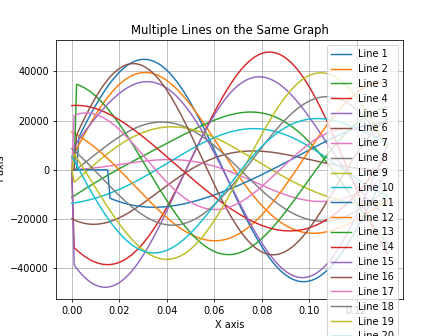 Multiple Lines on the Same Graph
40000
20000
0
−20000
−40000
0.00
0.02
0.04
0.06
0.08
0.10
X axis
Line 1
Line 2
Line 3
Line 4
Line 5
Line 6
Line 7
Line 8
Line 9
Line 10
Line 11
Line 12
Line 13
Line 14
Line 15
Line 16
Line 17
Line 18
Line 19
Line 20